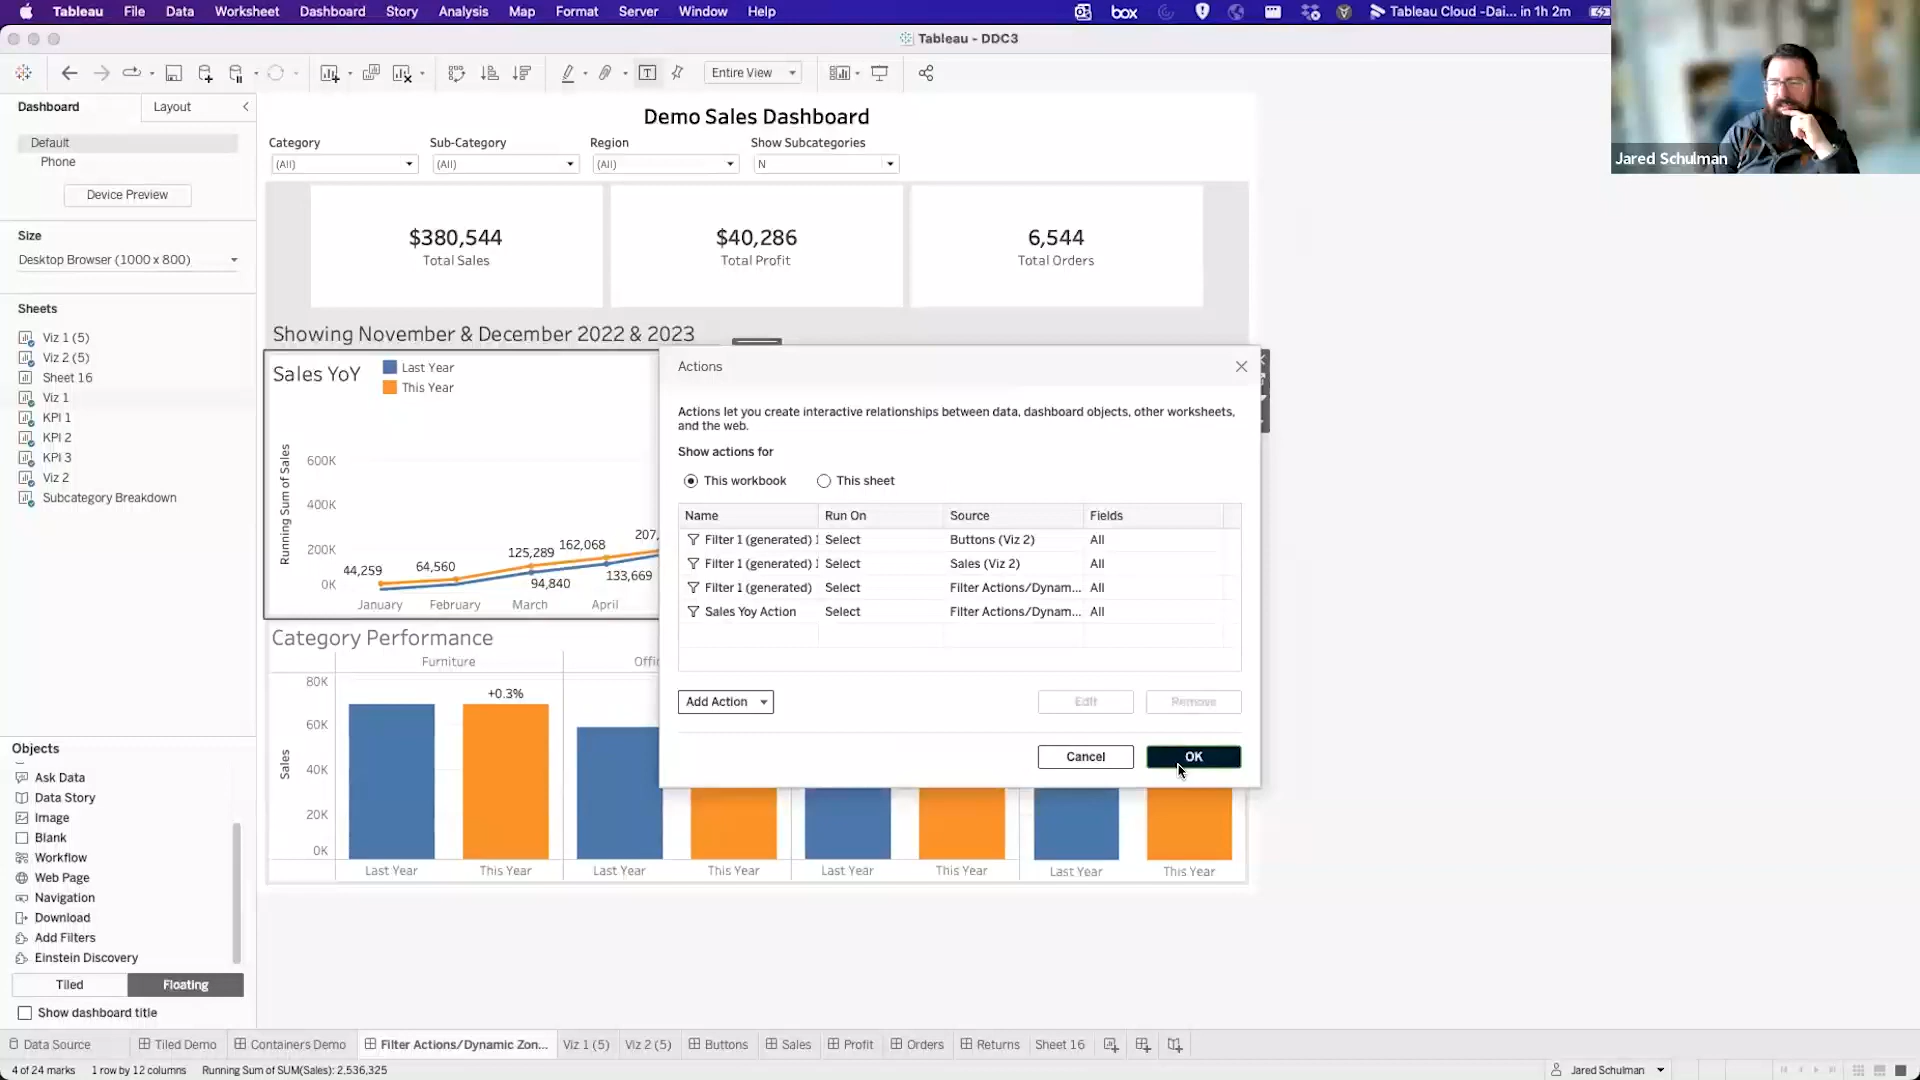 Tableau File Data Worksheet Dashboard Story Analysis Map Format Server Window Help
box
Tableau Cloud -Dai... in 1h 2m
Tableau - DDC3
Entire View
Jared Schulman
Dashboard Layout
Default
Phone
Device Preview
Size
Desktop Browser (1000 x 800)
Sheets
Viz 1 (5)
Viz 2 (5)
Sheet 16
Viz 1
KPI 1
KPI 2
KPI 3
Viz 2
Subcategory Breakdown
Objects
Ask Data
Data Story
Image
Blank
Workflow
Web Page
Navigation
Download
Add Filters
Einstein Discovery
Tiled Floating
Show dashboard title
Demo Sales Dashboard
Category Sub-Category Region Show Subcategories
(All) (All) (All) N
$380,544 $40,286 6,544
Total Sales Total Profit Total Orders
Showing November & December 2022 & 2023
Sales YoY
Last Year
This Year
Running Sum of Sales
600K
400K
200K
0K
44,259 64,560 125,289 162,068 207,
94,840 133,669
January February March April
Category Performance
Furniture Offi
Sales
80K
60K
40K
20K
0K
+0.3%
Last Year This Year Last Year This Year Last Year This Year Last Year This Year
Actions
Actions let you create interactive relationships between data, dashboard objects, other worksheets,
and the web.
Show actions for
This workbook This sheet
Name Run On Source Fields
Filter 1 (generated) 1 Select Buttons (Viz 2) All
Filter 1 (generated) 1 Select Sales (Viz 2) All
Filter 1 (generated) Select Filter Actions/Dynam... All
Sales Yoy Action Select Filter Actions/Dynam... All
Add Action Edit Remove
Cancel OK
Data Source Tiled Demo Containers Demo Filter Actions/Dynamic Zon... Viz 1 (5) Viz 2 (5) Buttons Sales Profit Orders Returns Sheet 16
4 of 24 marks 1 row by 12 columns Running Sum of SUM(Sales): 2,536,325 Jared Schulman